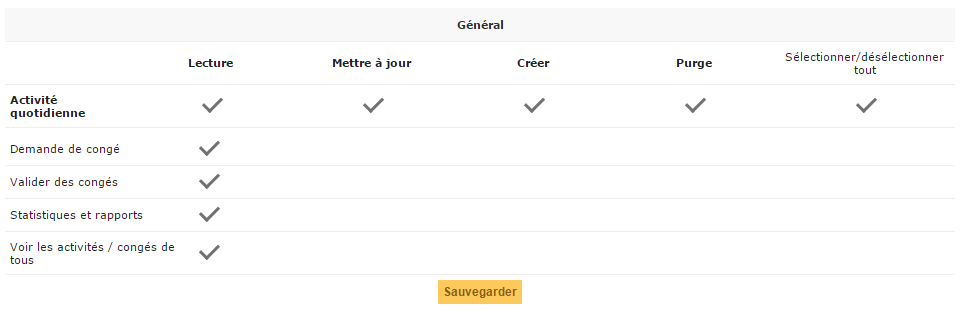 Général
Lecture Mettre à jour Créer Purge Sélectionner/désélectionner
tout
Activité
quotidienne
Demande de congé
Valider des congés
Statistiques et rapports
Voir les activités / congés de
tous
Sauvegarder